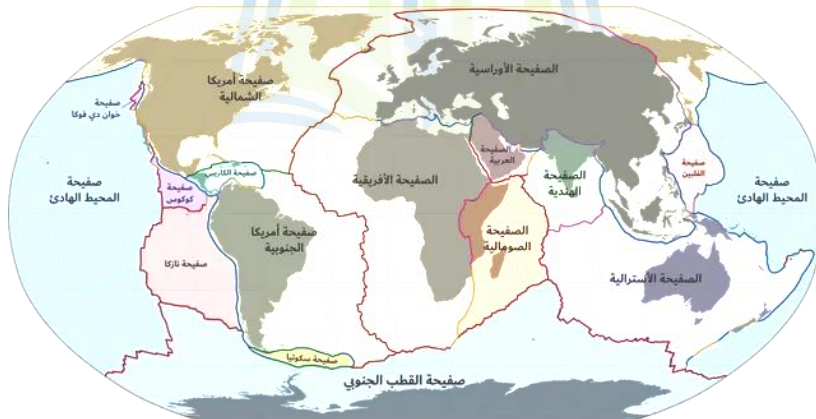 صفيحة أمريكا
الشمالية
الصفيحة الأوراسية
صفيحة
خوان دي فوكا
الصفيحة
العربية
صفيحة
الفلبين
صفيحة الكاريبي
صفيحة
كوكوس
الصفيحة الأفريقية
الصفيحة
الهندية
صفيحة
المحيط الهادئ
صفيحة
المحيط الهادئ
صفيحة أمريكا
الجنوبية
الصفيحة
الصومالية
صفيحة نازكا
الصفيحة الأسترالية
صفيحة سكوتيا
صفيحة القطب الجنوبي